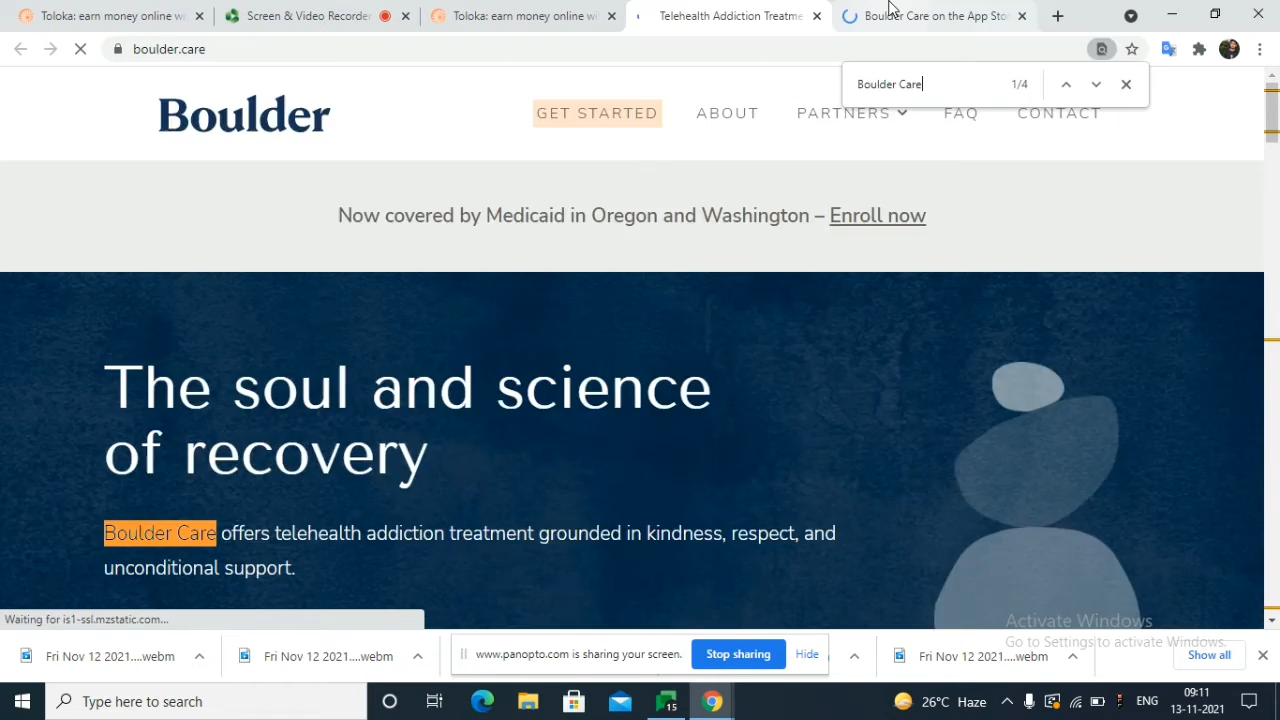 Toloka: earn money online wi
Screen & Video Recorder
Toloka: earn money online wi
Telehealth Addiction Treatme
Boulder Care on the App Sto
boulder.care
Boulder Care
1/4
Boulder
GET STARTED
ABOUT
PARTNERS
FAQ
CONTACT
Now covered by Medicaid in Oregon and Washington – Enroll now
The soul and science
of recovery
Boulder Care offers telehealth addiction treatment grounded in kindness, respect, and
unconditional support.
Activate Windows
Go to Settings to activate Windows.
Waiting for is1-ssl.mzstatic.com...
Fri Nov 12 2021....webm
Fri Nov 12 2021....webm
www.panopto.com is sharing your screen.
Stop sharing
Hide
Fri Nov 12 2021....webm
Show all
Type here to search
15
26°C Haze
ENG
09:11
13-11-2021